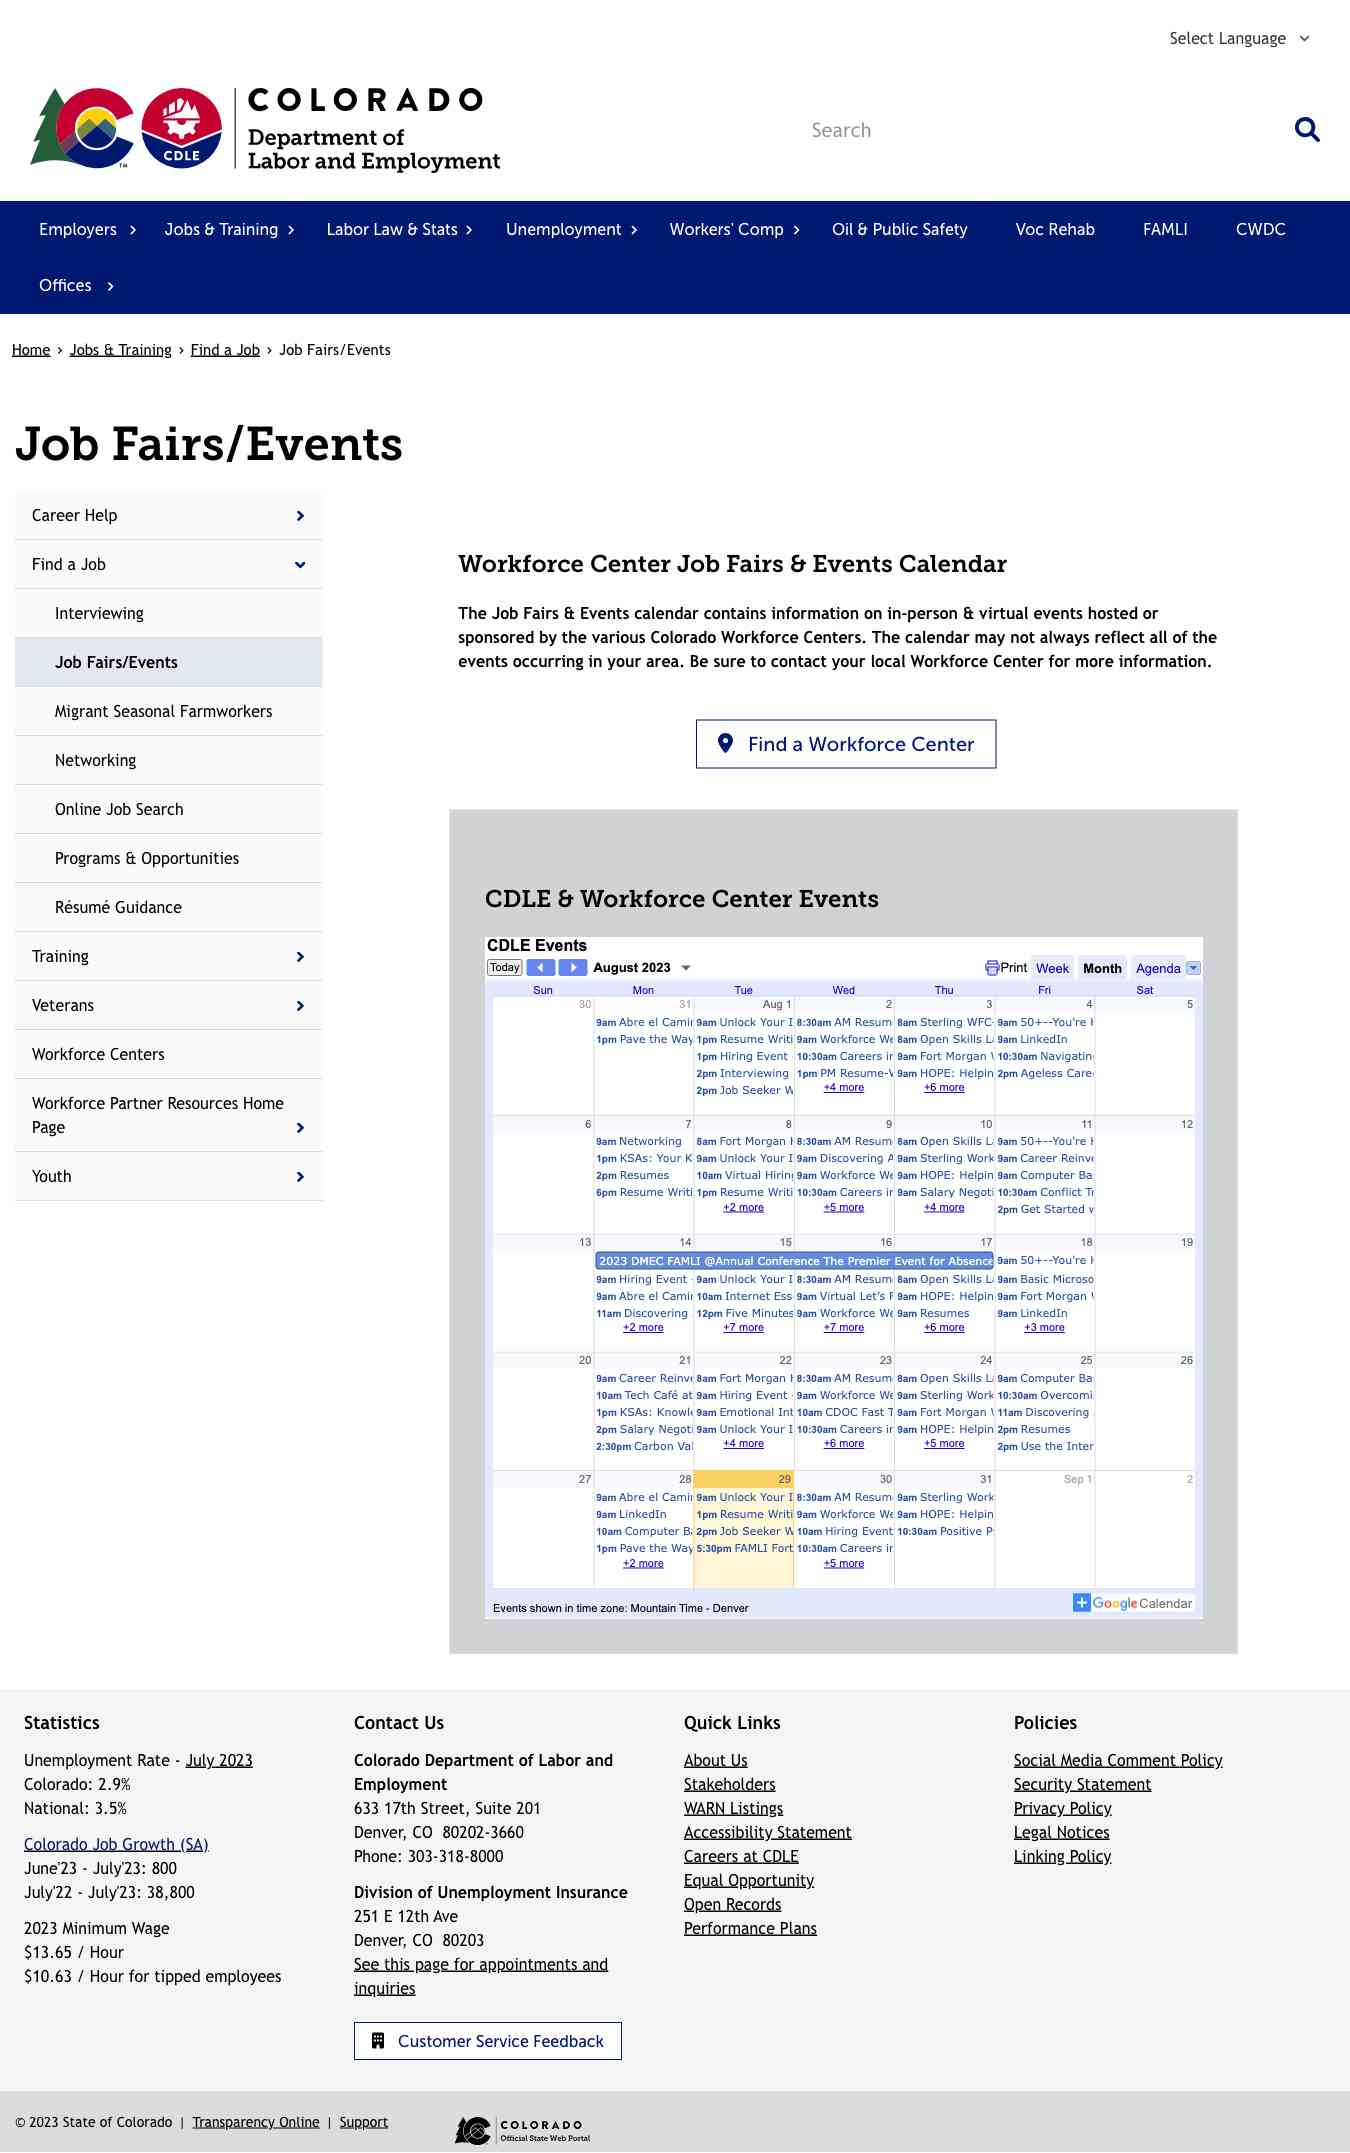 Select Language
COLORADO
Department of
Labor and Employment
CDLE
TM
Search
Employers Jobs & Training Labor Law & Stats Unemployment Workers' Comp Oil & Public Safety Voc Rehab FAMLI CWDC
Offices
Home › Jobs & Training › Find a Job › Job Fairs/Events
Job Fairs/Events
Career Help
Find a Job
Interviewing
Job Fairs/Events
Migrant Seasonal Farmworkers
Networking
Online Job Search
Programs & Opportunities
Résumé Guidance
Training
Veterans
Workforce Centers
Workforce Partner Resources Home
Page
Youth
Workforce Center Job Fairs & Events Calendar
The Job Fairs & Events calendar contains information on in-person & virtual events hosted or
sponsored by the various Colorado Workforce Centers. The calendar may not always reflect all of the
events occurring in your area. Be sure to contact your local Workforce Center for more information.
Find a Workforce Center
CDLE & Workforce Center Events
CDLE Events
Today August 2023 Print Week Month Agenda
Sun Mon Tue Wed Thu Fri Sat
30 31 Aug 1 2 3 4 5
9am Abre el Camin 9am Unlock Your I 8:30am AM Resum 8am Sterling WFC- 9am 50+--You're H
1pm Pave the Way 1pm Resume Writi 9am Workforce We 8am Open Skills La 9am LinkedIn
1pm Hiring Event 10:30am Careers in 9am Fort Morgan W 10:30am Navigatin
2pm Interviewing 1pm PM Resume-W 9am HOPE: Helpin 2pm Ageless Caree
2pm Job Seeker W +4 more +6 more
6 7 8 9 10 11 12
9am Networking 8am Fort Morgan H 8:30am AM Resum 8am Open Skills La 9am 50+--You're H
1pm KSAs: Your K 9am Unlock Your I 9am Discovering A 9am Sterling Work 9am Career Reinve
2pm Resumes 10am Virtual Hiring 9am Workforce We 9am HOPE: Helpin 9am Computer Ba
6pm Resume Writi 1pm Resume Writi 10:30am Careers in 9am Salary Negoti 10:30am Conflict Tr
+2 more +5 more +4 more 2pm Get Started w
13 14 15 16 17 18 19
2023 DMEC FAMLI @Annual Conference The Premier Event for Absence 9am 50+--You're H
9am Hiring Event - 9am Unlock Your I 8:30am AM Resum 8am Open Skills La 9am Basic Microso
9am Abre el Camin 10am Internet Ess 9am Virtual Let's F 9am HOPE: Helpin 9am Fort Morgan W
11am Discovering 12pm Five Minutes 9am Workforce We 9am Resumes 9am LinkedIn
+2 more +7 more +7 more +6 more +3 more
20 21 22 23 24 25 26
9am Career Reinve 8am Fort Morgan H 8:30am AM Resum 8am Open Skills La 9am Computer Ba
10am Tech Café at 9am Hiring Event - 9am Workforce We 9am Sterling Work 10:30am Overcomi
1pm KSAs: Knowle 9am Emotional Int 10am CDOC Fast T 9am Fort Morgan W 11am Discovering
2pm Salary Negoti 9am Unlock Your I 10:30am Careers in 9am HOPE: Helpin 2pm Resumes
2:30pm Carbon Val +4 more +6 more +5 more 2pm Use the Inter
27 28 29 30 31 Sep 1 2
9am Abre el Camin 9am Unlock Your I 8:30am AM Resum 9am Sterling Work
9am LinkedIn 1pm Resume Writi 9am Workforce We 9am HOPE: Helpin
10am Computer Ba 2pm Job Seeker W 10am Hiring Event 10:30am Positive P
1pm Pave the Way 5:30pm FAMLI Fort 10:30am Careers in
+2 more +5 more
Events shown in time zone: Mountain Time - Denver
Google Calendar
Statistics
Unemployment Rate - July 2023
Colorado: 2.9%
National: 3.5%
Colorado Job Growth (SA)
June'23 - July'23: 800
July'22 - July'23: 38,800
2023 Minimum Wage
$13.65 / Hour
$10.63 / Hour for tipped employees
Contact Us
Colorado Department of Labor and
Employment
633 17th Street, Suite 201
Denver, CO 80202-3660
Phone: 303-318-8000
Division of Unemployment Insurance
251 E 12th Ave
Denver, CO 80203
See this page for appointments and
inquiries
Customer Service Feedback
Quick Links
About Us
Stakeholders
WARN Listings
Accessibility Statement
Careers at CDLE
Equal Opportunity
Open Records
Performance Plans
Policies
Social Media Comment Policy
Security Statement
Privacy Policy
Legal Notices
Linking Policy
© 2023 State of Colorado | Transparency Online | Support
COLORADO
Official State Web Portal